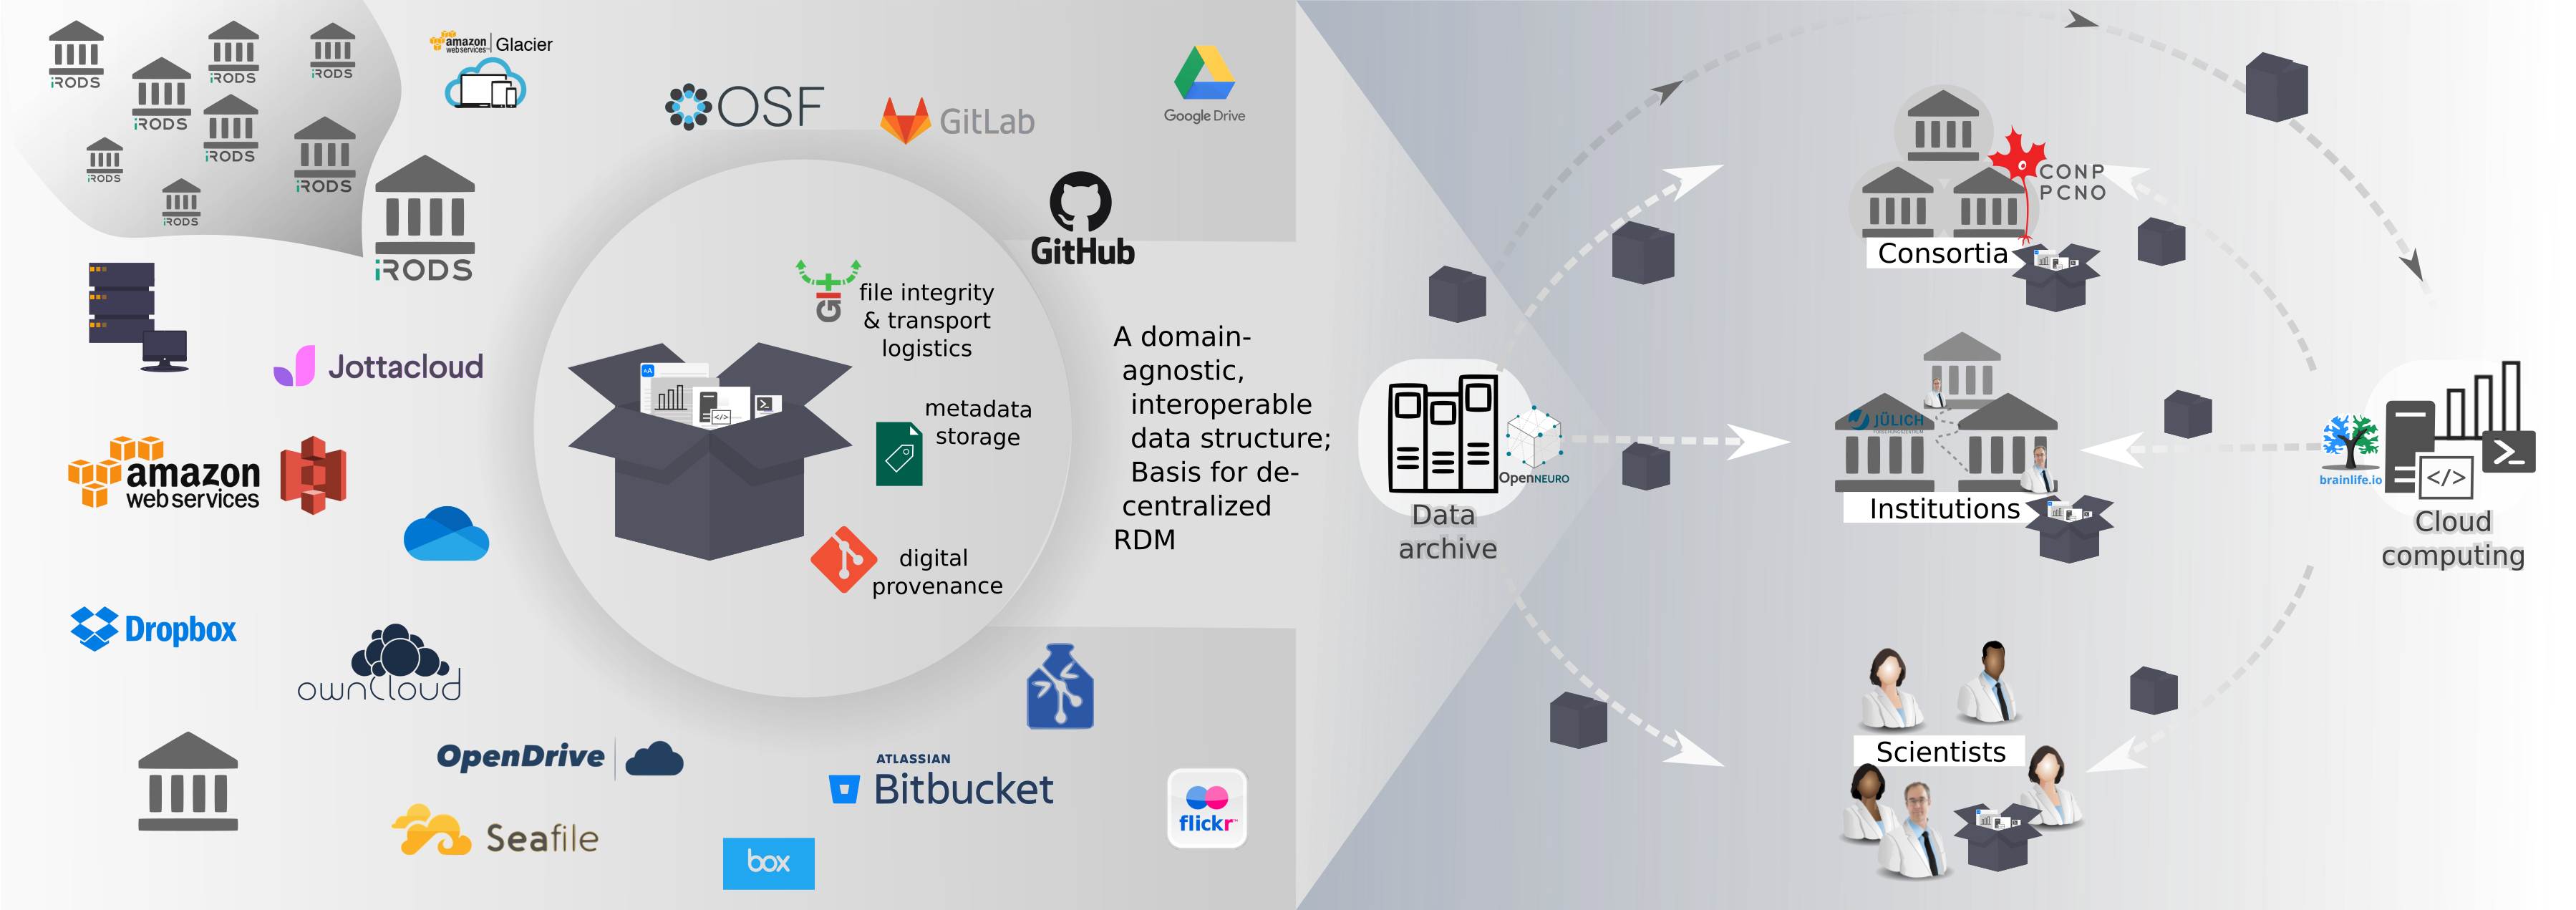 iRODS
iRODS
iRODS
iRODS
iRODS
iRODS
iRODS
iRODS
iRODS
amazon
web services™
Glacier
OSF
GitLab
Google Drive
GitHub
Jottacloud
amazon
web services
Dropbox
ownCloud
OpenDrive
Seafile
box
ATLASSIAN
Bitbucket
flickr™
Git
file integrity
& transport
logistics
metadata
storage
digital
provenance
A domain-
agnostic,
interoperable
data structure;
Basis for de-
centralized
RDM
OpenNEURO
Data
archive
CONP
PCNO
Consortia
JÜLICH
Institutions
Scientists
brainlife.io
</>
Cloud
computing